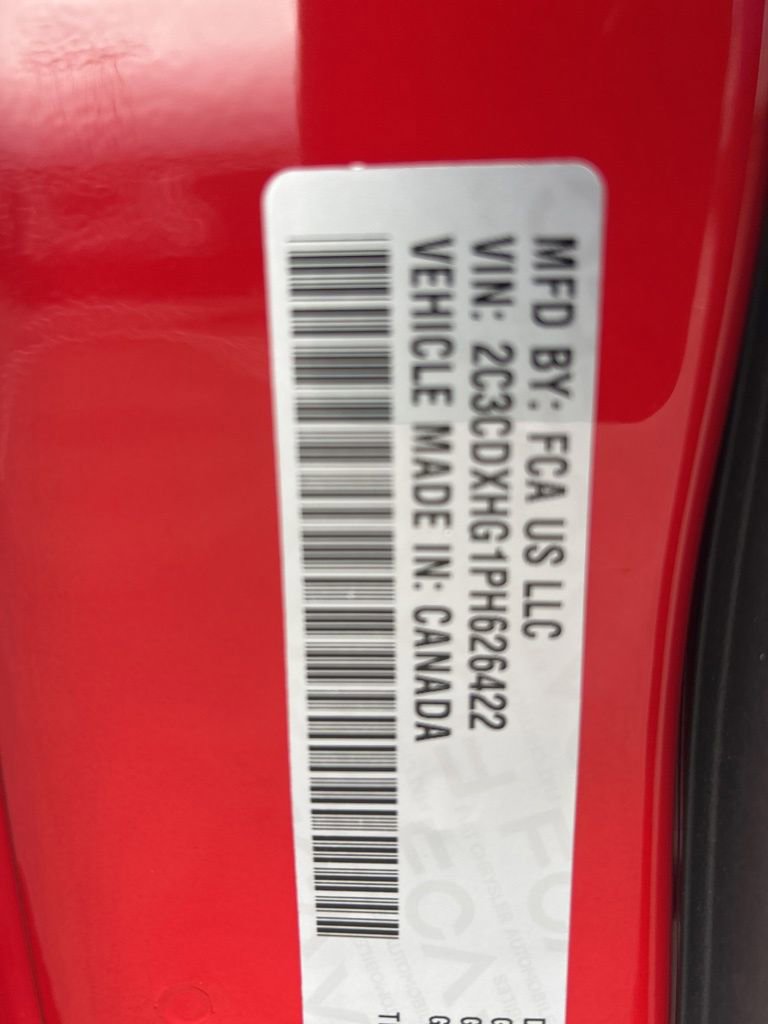 MFD BY: FCA US LLC
VIN: 2C3CDXHG1PH626422
VEHICLE MADE IN: CANADA